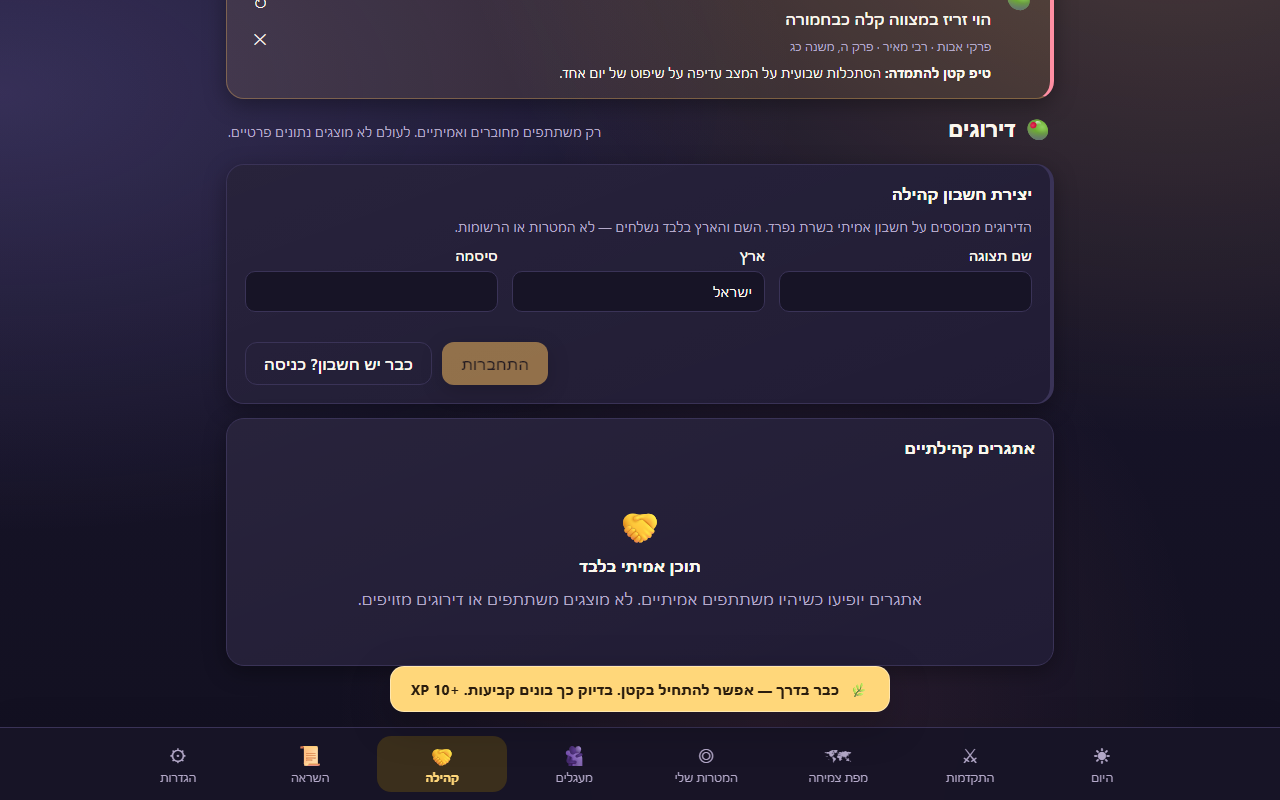 הוי זריז במצווה קלה כבחמורה
פרקי אבות · רבי מאיר · פרק ה, משנה כג
טיפ קטן להתמדה: הסתכלות שבועית על המצב עדיפה על שיפוט של יום אחד.
דירוגים
רק משתתפים מחוברים ואמיתיים. לעולם לא מוצגים נתונים פרטיים.
יצירת חשבון קהילה
הדירוגים מבוססים על חשבון אמיתי בשרת נפרד. השם והארץ בלבד נשלחים — לא המטרות או הרשומות.
שם תצוגה
ארץ
סיסמה
ישראל
התחברות
כבר יש חשבון? כניסה
אתגרים קהילתיים
תוכן אמיתי בלבד
אתגרים יופיעו כשיהיו משתתפים אמיתיים. לא מוצגים משתתפים או דירוגים מזויפים.
כבר בדרך — אפשר להתחיל בקטן. בדיוק כך בונים קביעות. +10 XP
היום
התקדמות
מפת צמיחה
המטרות שלי
מעגלים
קהילה
השראה
הגדרות